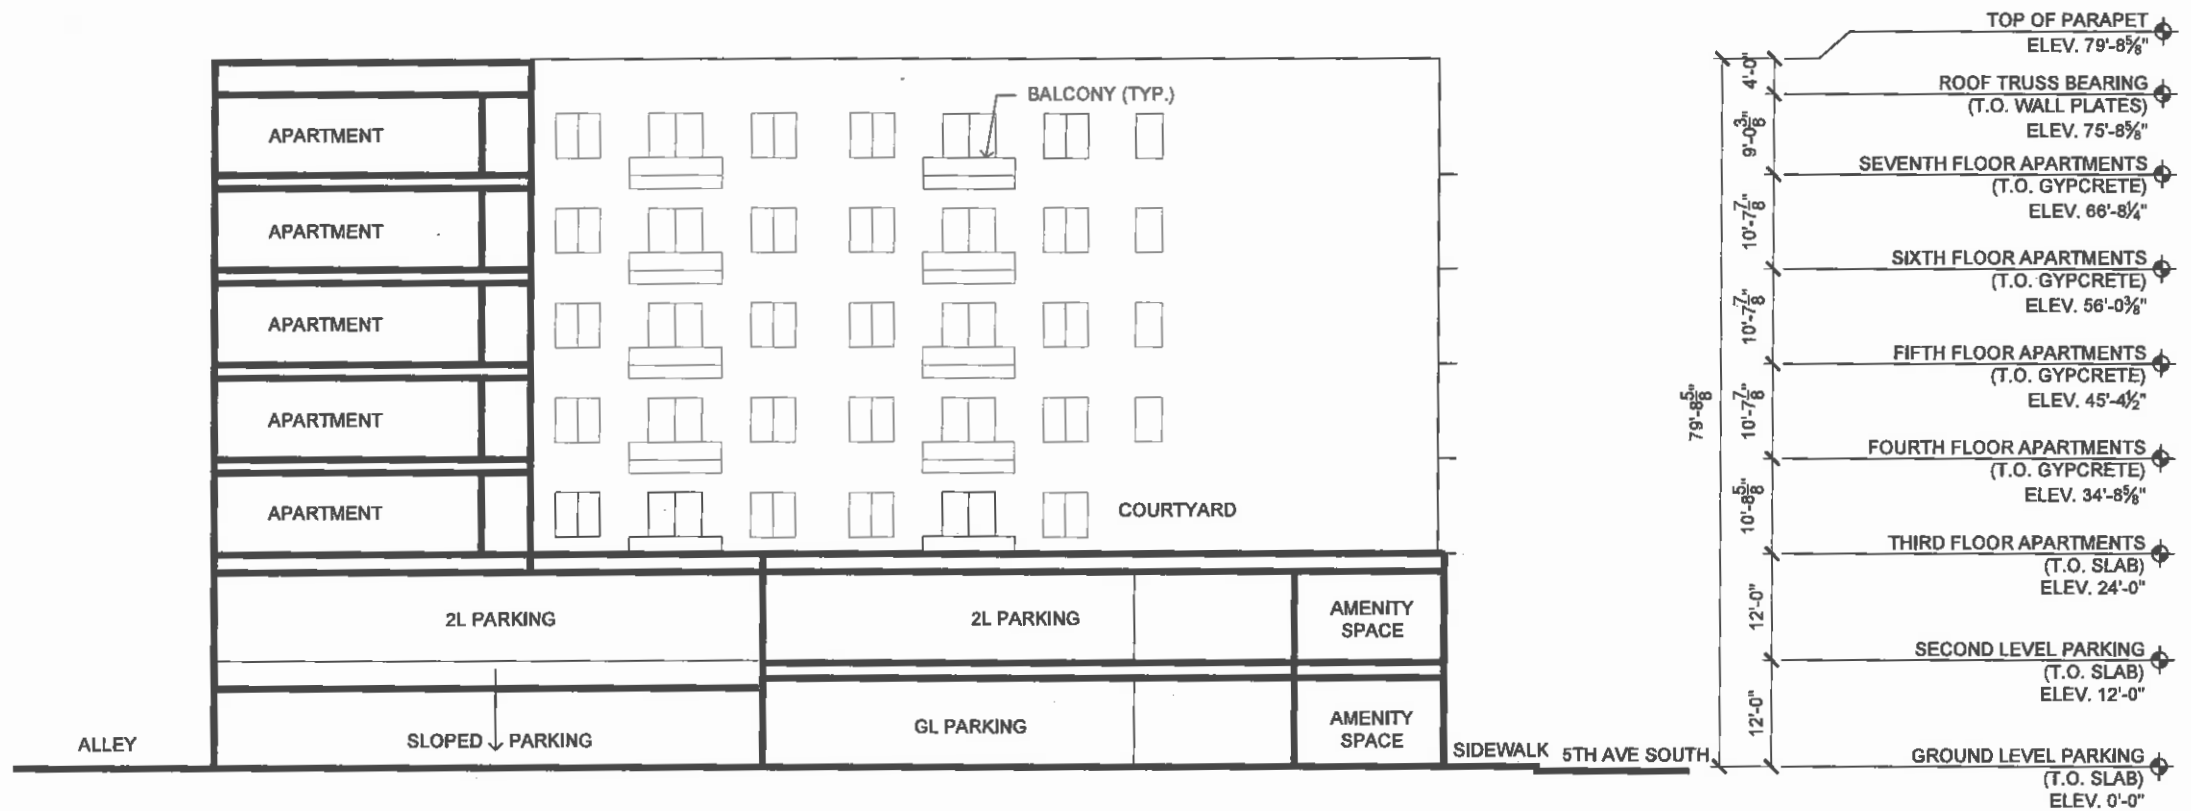 TOP OF PARAPET
ELEV. 79'-8⅝"
ROOF TRUSS BEARING
(T.O. WALL PLATES)
ELEV. 75'-8⅝"
SEVENTH FLOOR APARTMENTS
(T.O. GYPCRETE)
ELEV. 66'-8¼"
SIXTH FLOOR APARTMENTS
(T.O. GYPCRETE)
ELEV. 56'-0⅜"
FIFTH FLOOR APARTMENTS
(T.O. GYPCRETE)
ELEV. 45'-4½"
FOURTH FLOOR APARTMENTS
(T.O. GYPCRETE)
ELEV. 34'-8⅝"
THIRD FLOOR APARTMENTS
(T.O. SLAB)
ELEV. 24'-0"
SECOND LEVEL PARKING
(T.O. SLAB)
ELEV. 12'-0"
GROUND LEVEL PARKING
(T.O. SLAB)
ELEV. 0'-0"
4'-0"
9'-0⅜"
10'-7⅞"
10'-7⅞"
10'-7⅞"
10'-8⅝"
12'-0"
12'-0"
79'-8⅝"
BALCONY (TYP.)
APARTMENT
APARTMENT
APARTMENT
APARTMENT
APARTMENT
COURTYARD
2L PARKING
2L PARKING
AMENITY
SPACE
SLOPED PARKING
GL PARKING
AMENITY
SPACE
ALLEY
SIDEWALK
5TH AVE SOUTH